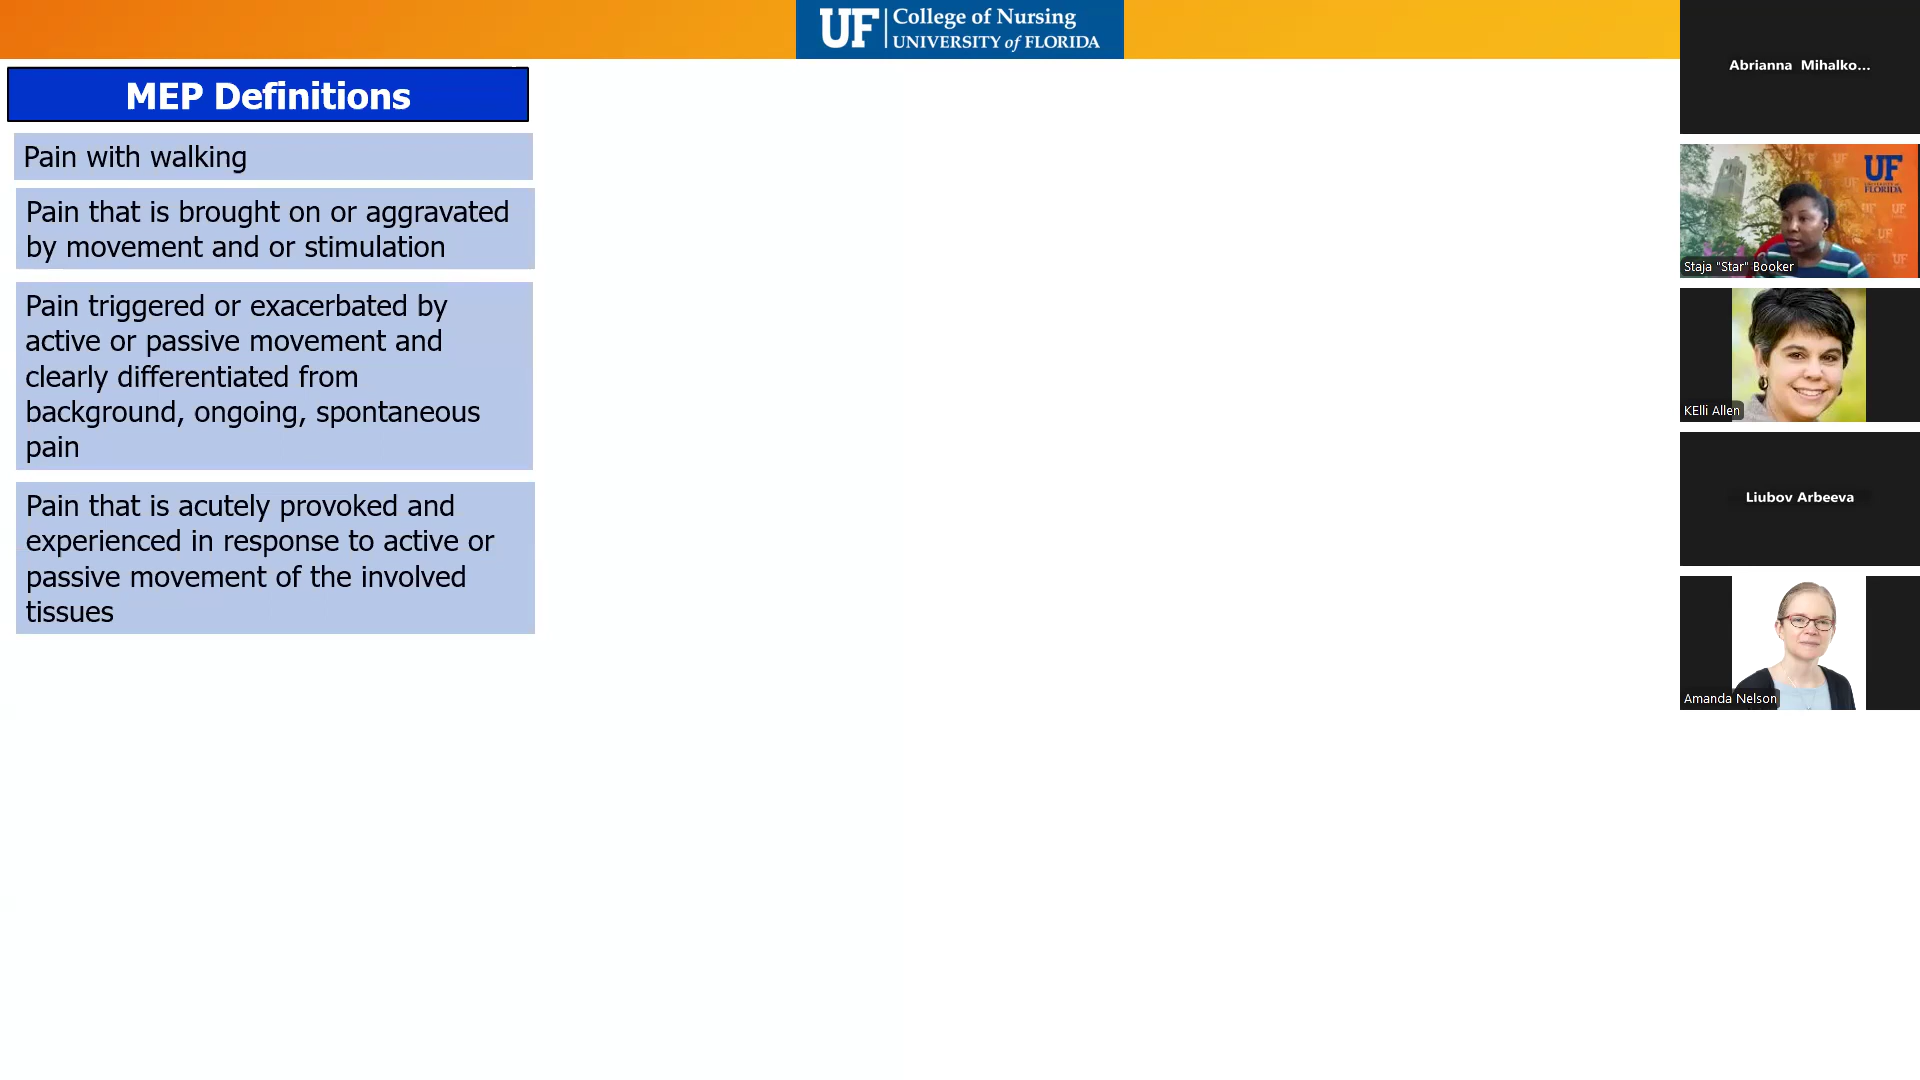 UF College of Nursing
UNIVERSITY of FLORIDA
MEP Definitions
Pain with walking
Pain that is brought on or aggravated
by movement and or stimulation
Pain triggered or exacerbated by
active or passive movement and
clearly differentiated from
background, ongoing, spontaneous
pain
Pain that is acutely provoked and
experienced in response to active or
passive movement of the involved
tissues
Abrianna Mihalko...
UF
FLORIDA
Staja "Star" Booker
KElli Allen
Liubov Arbeeva
Amanda Nelson